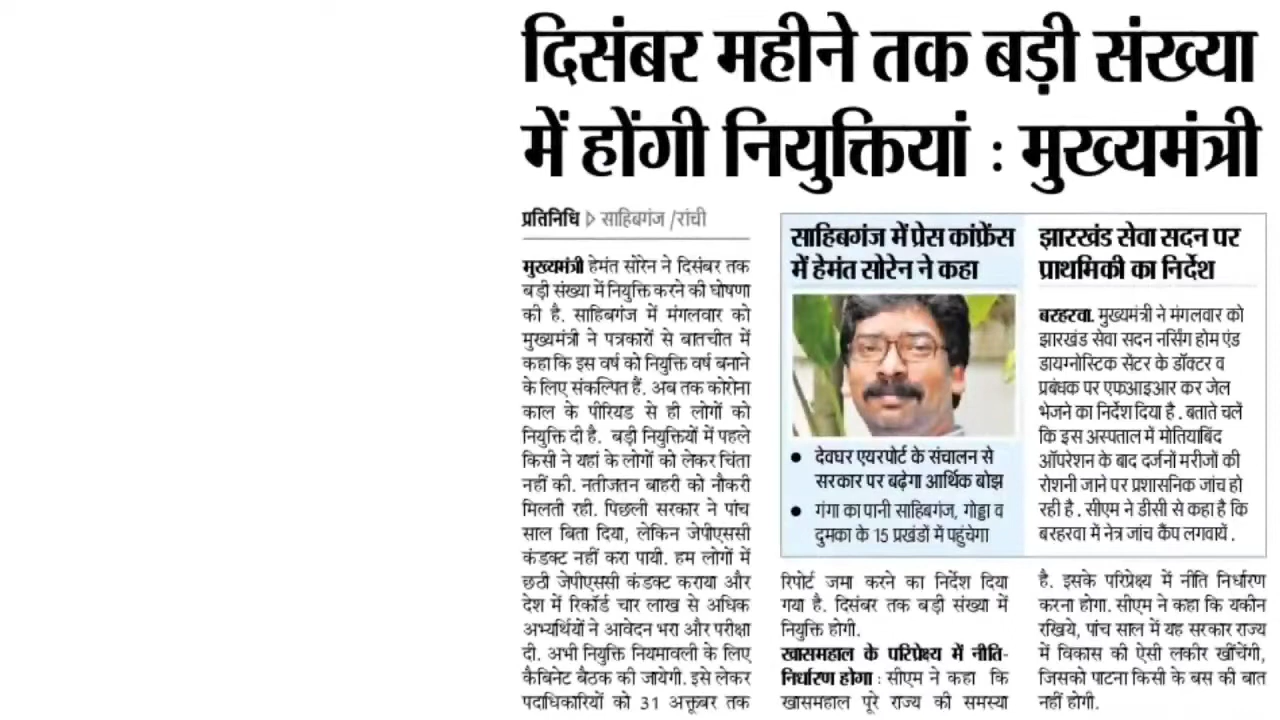 दिसंबर महीने तक बड़ी संख्या
में होंगी नियुक्तियां : मुख्यमंत्री
प्रतिनिधि ▷ साहिबगंज /रांची
मुख्यमंत्री हेमंत सोरेन ने दिसंबर तक
बड़ी संख्या में नियुक्ति करने की घोषणा
की है. साहिबगंज में मंगलवार को
मुख्यमंत्री ने पत्रकारों से बातचीत में
कहा कि इस वर्ष को नियुक्ति वर्ष बनाने
के लिए संकल्पित हैं. अब तक कोरोना
काल के पीरियड से ही लोगों को
नियुक्ति दी है. बड़ी नियुक्तियों में पहले
किसी ने यहां के लोगों को लेकर चिंता
नहीं की. नतीजतन बाहरी को नौकरी
मिलती रही. पिछली सरकार ने पांच
साल बिता दिया, लेकिन जेपीएससी
कंडक्ट नहीं करा पायी. हम लोगों में
छठी जेपीएससी कंडक्ट कराया और
देश में रिकॉर्ड चार लाख से अधिक
अभ्यर्थियों ने आवेदन भरा और परीक्षा
दी. अभी नियुक्ति नियमावली के लिए
कैबिनेट बैठक की जायेगी. इसे लेकर
पदाधिकारियों को 31 अक्तूबर तक
साहिबगंज में प्रेस कांफ्रेंस
में हेमंत सोरेन ने कहा
● देवघर एयरपोर्ट के संचालन से
सरकार पर बढ़ेगा आर्थिक बोझ
● गंगा का पानी साहिबगंज, गोड्डा व
दुमका के 15 प्रखंडों में पहुंचेगा
झारखंड सेवा सदन पर
प्राथमिकी का निर्देश
बरहरवा. मुख्यमंत्री ने मंगलवार को
झारखंड सेवा सदन नर्सिंग होम एंड
डायग्नोस्टिक सेंटर के डॉक्टर व
प्रबंधक पर एफआइआर कर जेल
भेजने का निर्देश दिया है . बताते चलें
कि इस अस्पताल में मोतियाबिंद
ऑपरेशन के बाद दर्जनों मरीजों की
रोशनी जाने पर प्रशासनिक जांच हो
रही है . सीएम ने डीसी से कहा है कि
बरहरवा में नेत्र जांच कैंप लगवायें .
रिपोर्ट जमा करने का निर्देश दिया
गया है. दिसंबर तक बड़ी संख्या में
नियुक्ति होगी.
खासमहाल के परिप्रेक्ष्य में नीति-
निर्धारण होगा : सीएम ने कहा कि
खासमहाल पूरे राज्य की समस्या
है. इसके परिप्रेक्ष्य में नीति निर्धारण
करना होगा. सीएम ने कहा कि यकीन
रखिये, पांच साल में यह सरकार राज्य
में विकास की ऐसी लकीर खींचेंगी,
जिसको पाटना किसी के बस की बात
नहीं होगी.